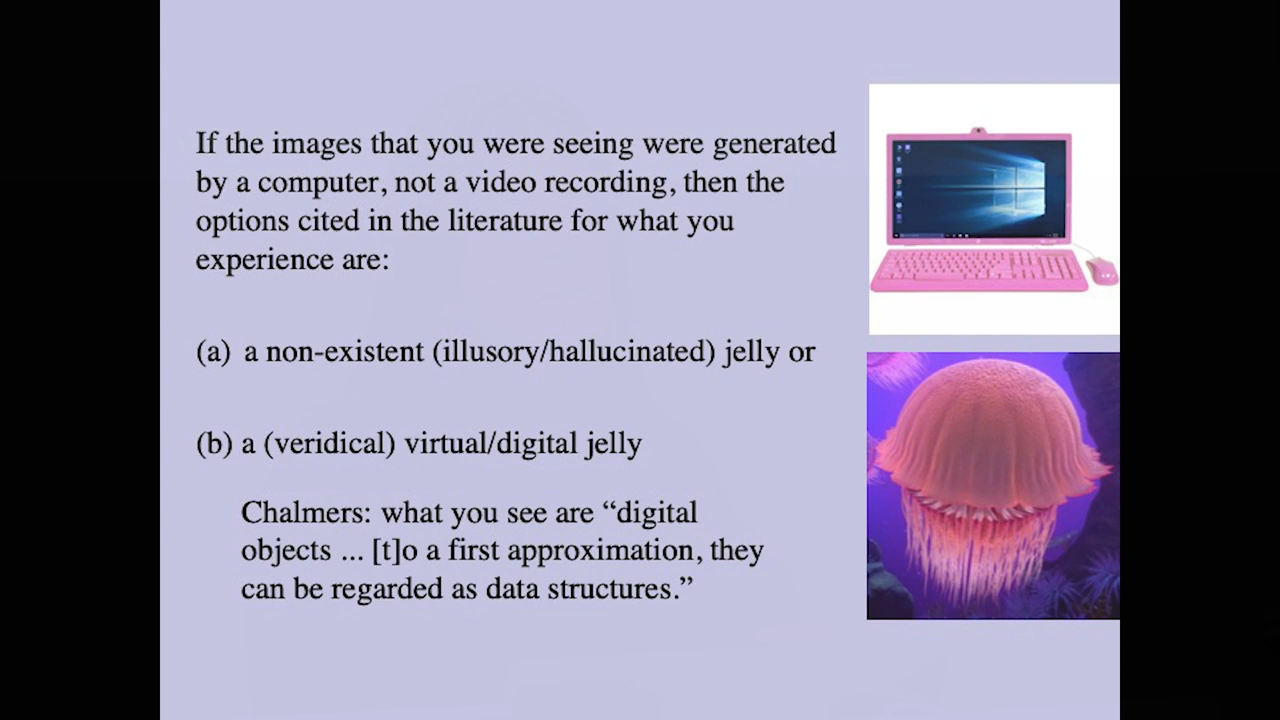 If the images that you were seeing were generated
by a computer, not a video recording, then the
options cited in the literature for what you
experience are:
(a) a non-existent (illusory/hallucinated) jelly or
(b) a (veridical) virtual/digital jelly
Chalmers: what you see are “digital
objects ... [t]o a first approximation, they
can be regarded as data structures.”